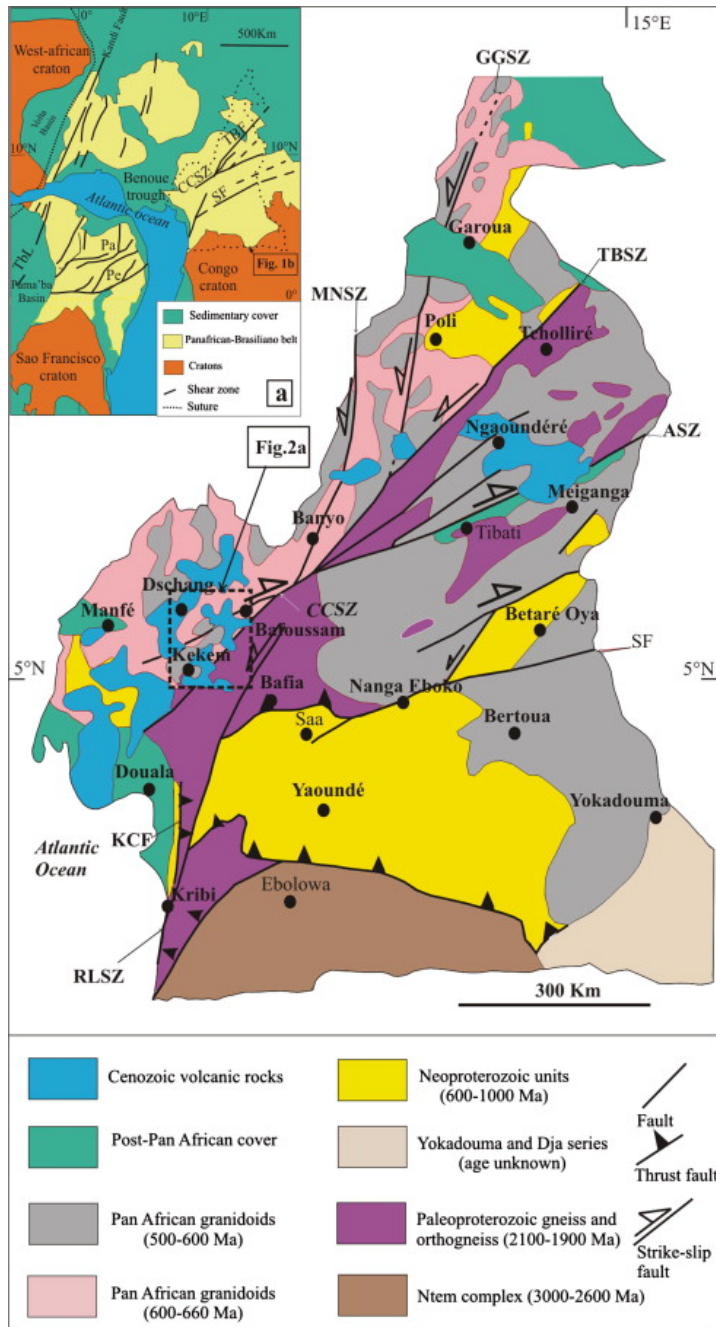 0°
10°E
West-african
craton
Kandi Fault
500Km
Volta
Basin
10°N
10°N
Benoue
trough
TBF
CCSZ
SF
Atlantic ocean
TbL
Pa
Pe
Fig. 1b
Pama'ba
Basin
Congo
craton
0°
Sao Francisco
craton
Sedimentary cover
Panafrican-Brasiliano belt
Cratons
Shear zone
Suture
a
15°E
GGSZ
Garoua
TBSZ
MNSZ
Poli
Tcholliré
Fig.2a
Ngaoundéré
ASZ
Meiganga
Banyo
Tibati
Dschang
CCSZ
Manfé
Bafoussam
Betaré Oya
Kekem
SF
5°N
5°N
Bafia
Nanga Eboko
Saa
Bertoua
Douala
Yaoundé
Yokadouma
KCF
Atlantic
Ocean
Kribi
Ebolowa
RLSZ
300 Km
Cenozoic volcanic rocks
Post-Pan African cover
Pan African granidoids
(500-600 Ma)
Pan African granidoids
(600-660 Ma)
Neoproterozoic units
(600-1000 Ma)
Yokadouma and Dja series
(age unknown)
Paleoproterozoic gneiss and
orthogneiss (2100-1900 Ma)
Ntem complex (3000-2600 Ma)
Fault
Thrust fault
Strike-slip
fault